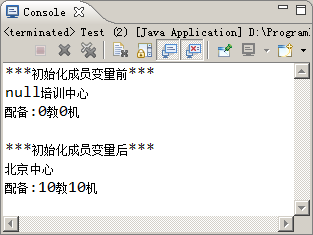 Console
<terminated> Test (2) [Java Application] D:\Program
***初始化成员变量前***
null培训中心
配备:0教0机
***初始化成员变量后***
北京中心
配备:10教10机